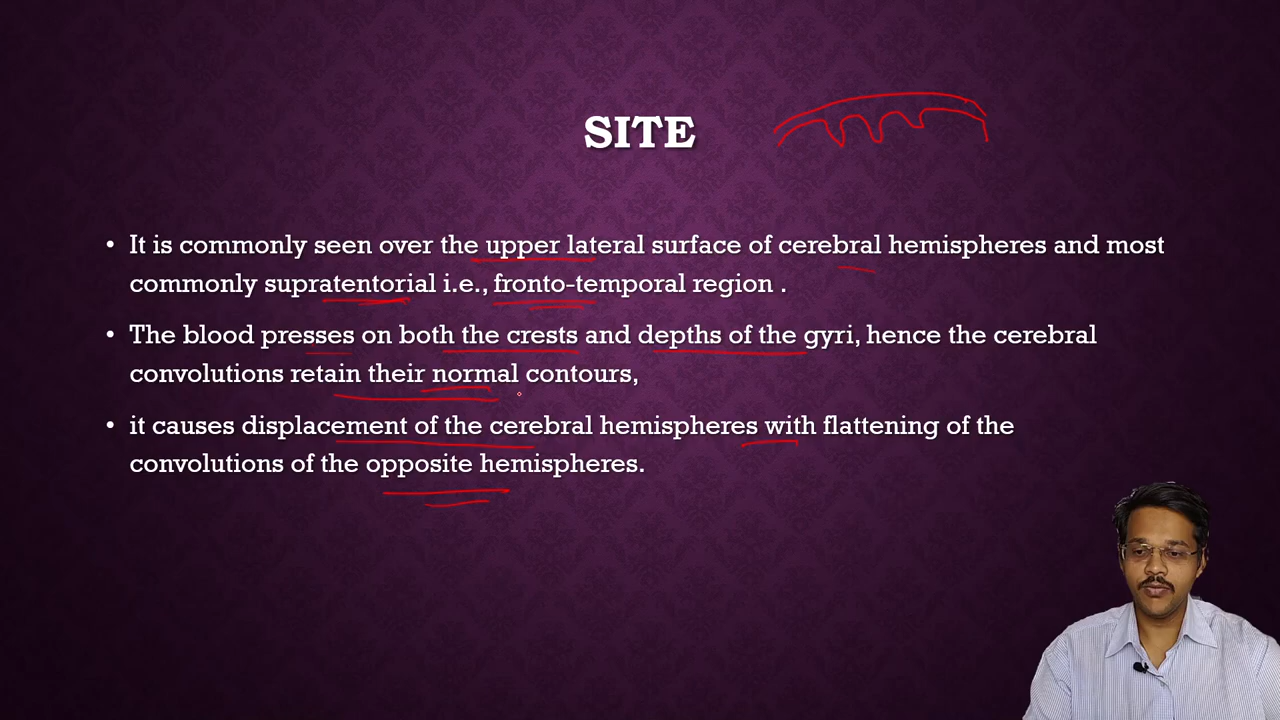 SITE
• It is commonly seen over the upper lateral surface of cerebral hemispheres and most
commonly supratentorial i.e., fronto-temporal region .
• The blood presses on both the crests and depths of the gyri, hence the cerebral
convolutions retain their normal contours,
• it causes displacement of the cerebral hemispheres with flattening of the
convolutions of the opposite hemispheres.